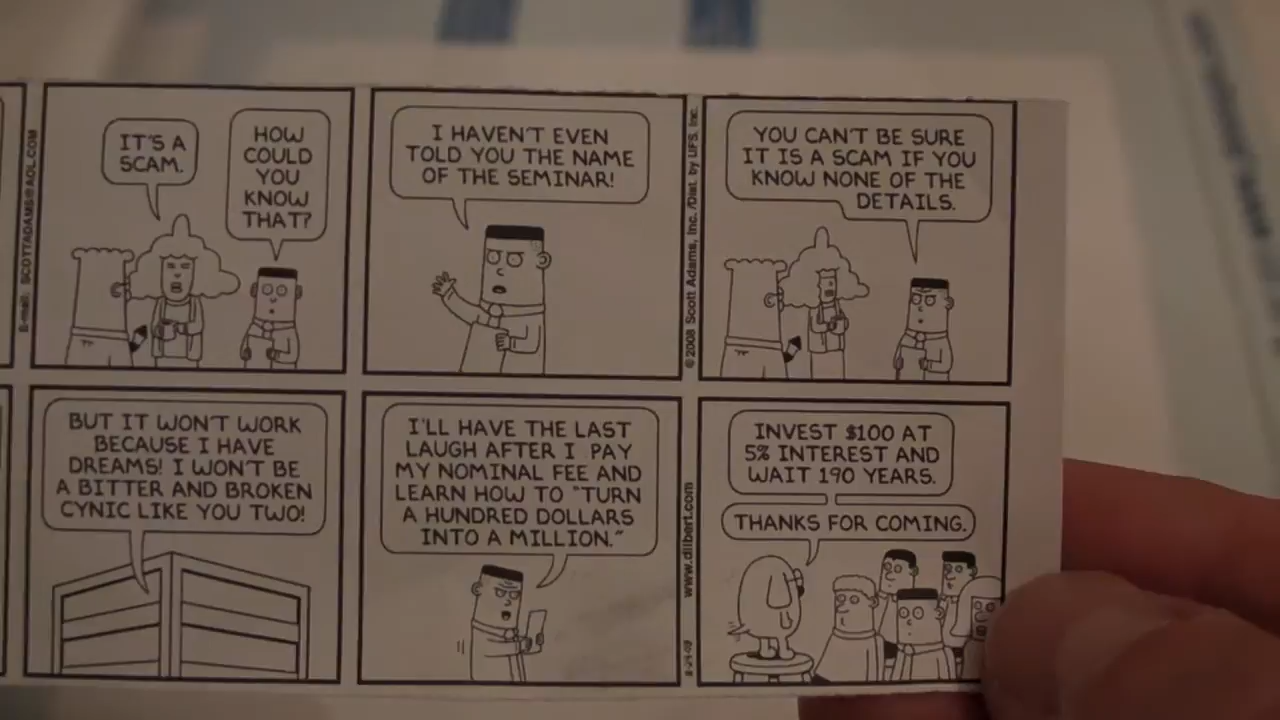 E-mail: SCOTTADAMS@AOL.COM
IT'S A
SCAM.
HOW
COULD
YOU
KNOW
THAT?
I HAVEN'T EVEN
TOLD YOU THE NAME
OF THE SEMINAR!
©2008 Scott Adams, Inc./Dist. by UFS, Inc.
YOU CAN'T BE SURE
IT IS A SCAM IF YOU
KNOW NONE OF THE
DETAILS.
BUT IT WON'T WORK
BECAUSE I HAVE
DREAMS! I WON'T BE
A BITTER AND BROKEN
CYNIC LIKE YOU TWO!
I'LL HAVE THE LAST
LAUGH AFTER I PAY
MY NOMINAL FEE AND
LEARN HOW TO "TURN
A HUNDRED DOLLARS
INTO A MILLION."
www.dilbert.com
INVEST $100 AT
5% INTEREST AND
WAIT 190 YEARS.
THANKS FOR COMING.